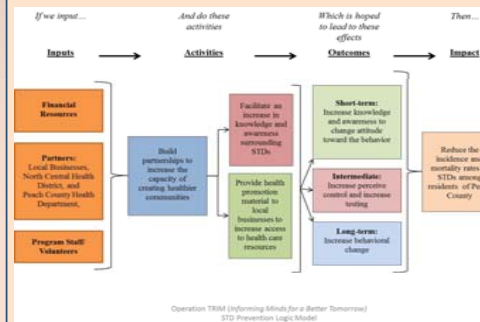 If we input…
And do these
activities
Which is hoped
to lead to these
effects
Then…
Inputs
Activities
Outcomes
Impact
Financial
Resources
Partners:
Local Businesses,
North Central Health
District, and
Peach County Health
Department,
Program Staff/
Volunteers
Build
partnerships to
increase the
capacity of
creating healthier
communities
Facilitate an
increase in
knowledge and
awareness
surrounding
STDs
Provide health
promotion
material to
local
businesses to
increase access
to health care
resources
Short-term:
Increase knowledge
and awareness to
change attitude
toward the behavior
Intermediate:
Increase perceive
control and increase
testing
Long-term:
Increase behavioral
change
Reduce the
incidence and
mortality rates
STDs among
residents of
County
Operation TRIM (Informing Minds for a Better Tomorrow)
STD Prevention Logic Model